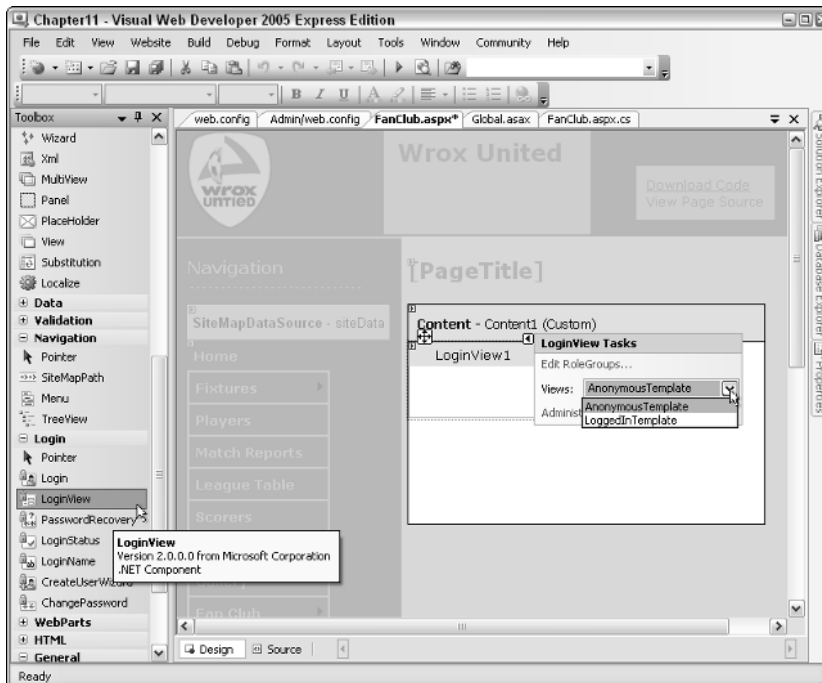 Chapter11 - Visual Web Developer 2005 Express Edition
File Edit View Website Build Debug Format Layout Tools Window Community Help
B I U A
Toolbox
Wizard
Xml
MultiView
Panel
PlaceHolder
View
Substitution
Localize
Data
Validation
Navigation
Pointer
SiteMapPath
Menu
TreeView
Login
Pointer
Login
LoginView
PasswordRecovery
LoginStatus
LoginName
CreateUserWizard
ChangePassword
WebParts
HTML
General
LoginView
Version 2.0.0.0 from Microsoft Corporation
.NET Component
web.config Admin/web.config FanClub.aspx* Global.asax FanClub.aspx.cs
wrox
UNTIED
Wrox United
Download Code
View Page Source
Navigation
SiteMapDataSource - siteData
Home
Fixtures
Players
Match Reports
League Table
Scorers
Fan Club
[PageTitle]
Content - Content1 (Custom)
LoginView1
LoginView Tasks
Edit RoleGroups...
Views: AnonymousTemplate
AnonymousTemplate
LoggedInTemplate
Administ
Design Source
Solution Explorer
Database Explorer
Properties
Ready